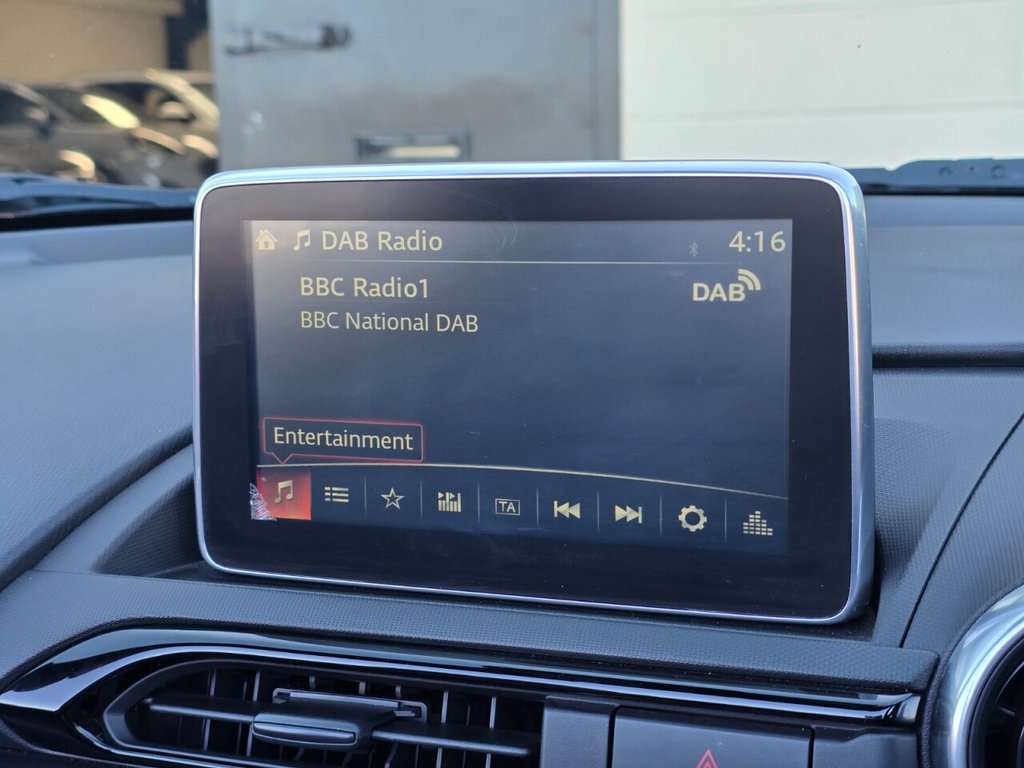 DAB Radio 4:16
BBC Radio1 DAB
BBC National DAB
Entertainment
TA